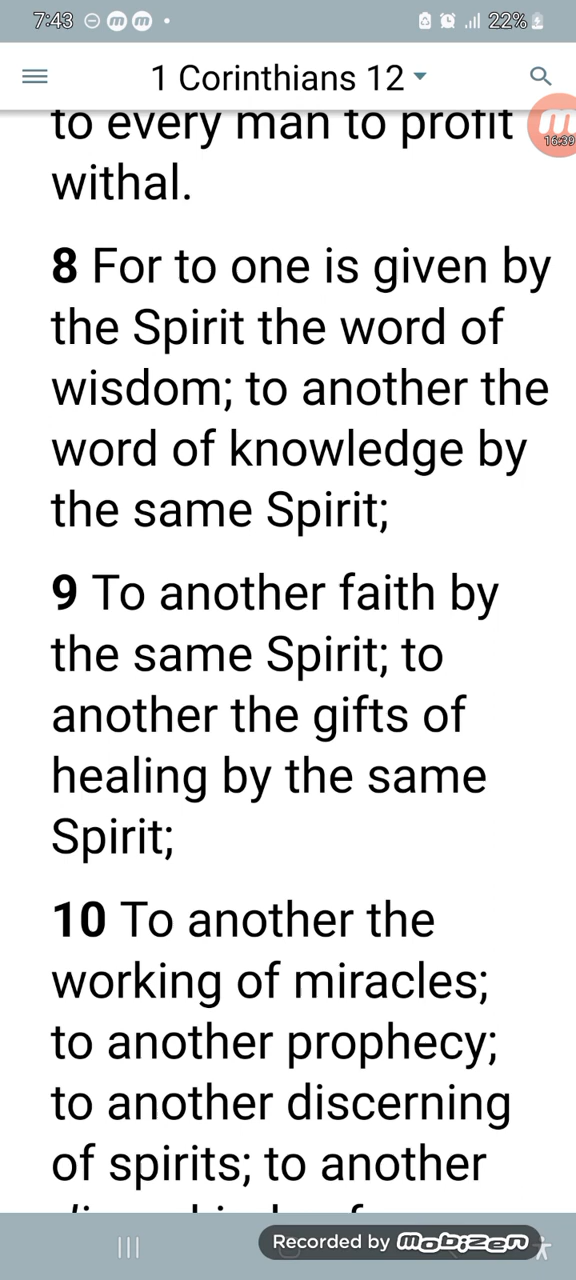 7:43
22%
1 Corinthians 12
to every man to profit
16:39
withal.
8 For to one is given by
the Spirit the word of
wisdom; to another the
word of knowledge by
the same Spirit;
9 To another faith by
the same Spirit; to
another the gifts of
healing by the same
Spirit;
10 To another the
working of miracles;
to another prophecy;
to another discerning
of spirits; to another
Recorded by mobizen